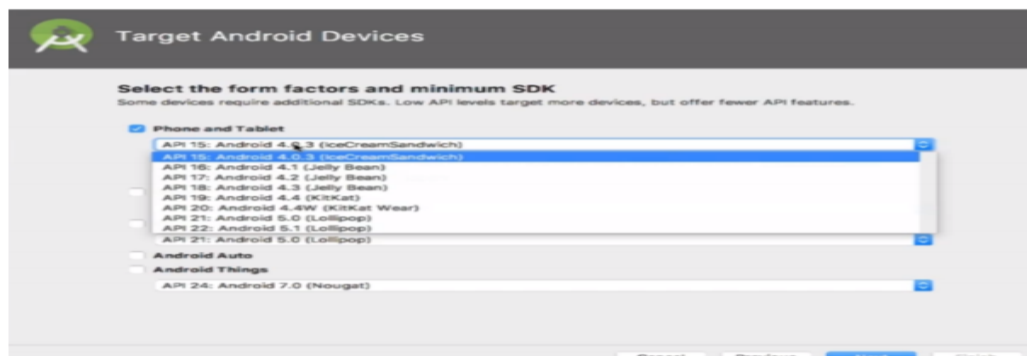 Target Android Devices
Select the form factors and minimum SDK
Some devices require additional SDKs. Low API levels target more devices, but offer fewer API features.
Phone and Tablet
API 15: Android 4.0.3 (IceCreamSandwich)
API 15: Android 4.0.3 (IceCreamSandwich)
API 16: Android 4.1 (Jelly Bean)
API 17: Android 4.2 (Jelly Bean)
API 18: Android 4.3 (Jelly Bean)
API 19: Android 4.4 (KitKat)
API 20: Android 4.4W (KitKat Wear)
API 21: Android 5.0 (Lollipop)
API 22: Android 5.1 (Lollipop)
API 21: Android 5.0 (Lollipop)
Android Auto
Android Things
API 24: Android 7.0 (Nougat)